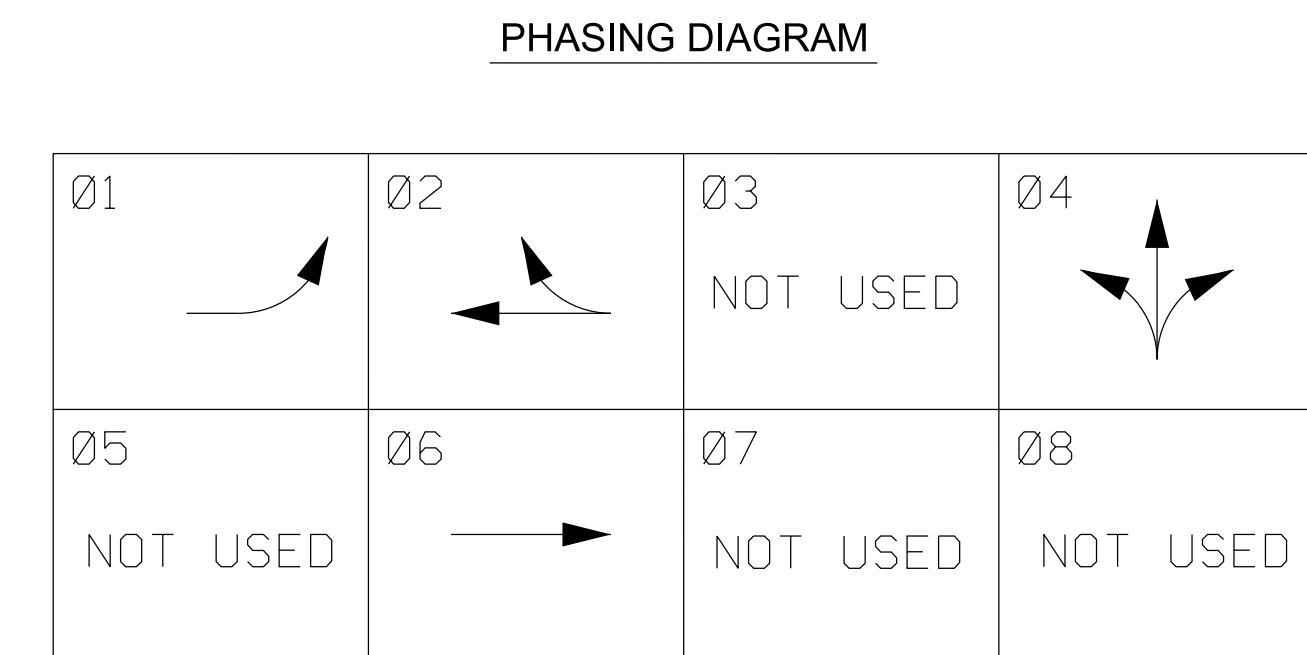 PHASING DIAGRAM
Ø1
Ø2
Ø3
NOT USED
Ø4
Ø5
NOT USED
Ø6
Ø7
NOT USED
Ø8
NOT USED